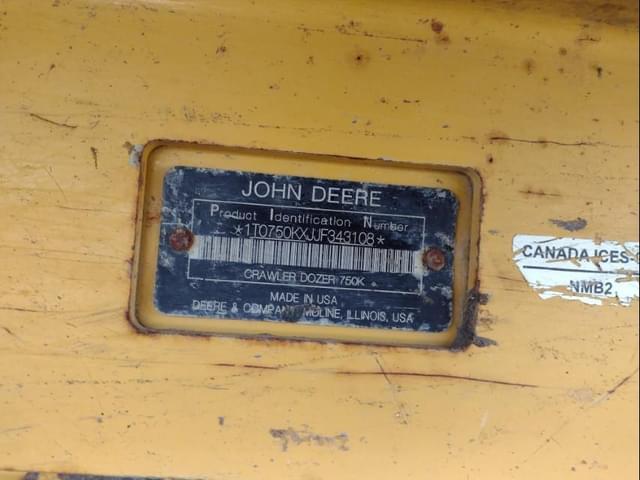 JOHN DEERE
Product Identification Number
*1T0750KXJJF343108*
CRAWLER DOZER 750K
MADE IN USA
DEERE & COMPANY MOLINE, ILLINOIS, USA
CANADA ICES-
NMB2